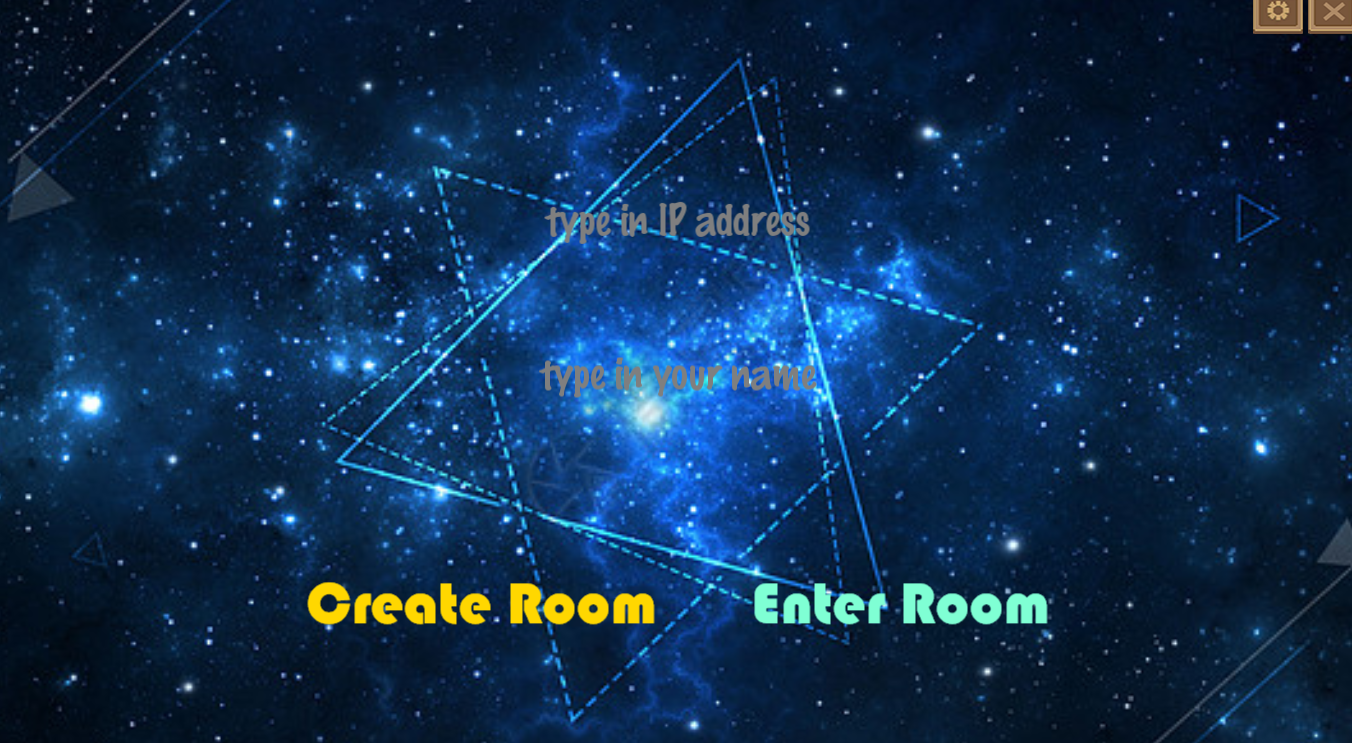 type in IP address
type in your name
Create Room Enter Room